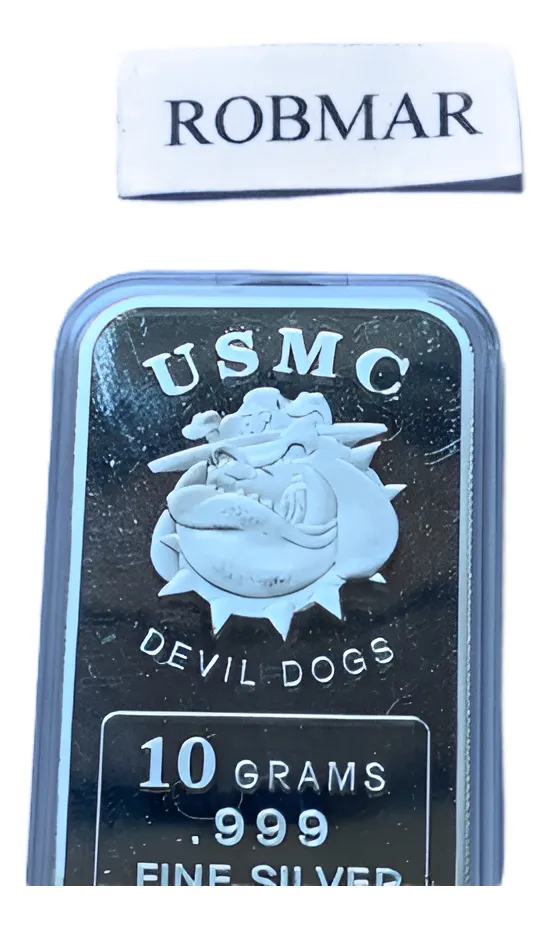 ROBMAR
USMC
DEVIL DOGS
10 GRAMS
.999
FINE SILVER